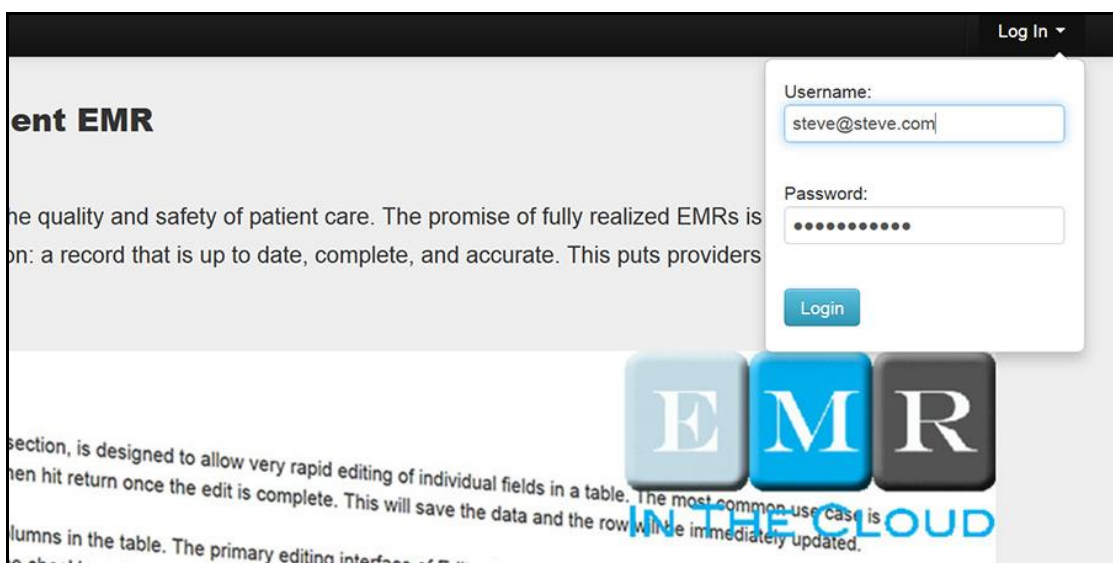 Log In
Username:
steve@steve.com
Password:
Login
ent EMR
he quality and safety of patient care. The promise of fully realized EMRs is
on: a record that is up to date, complete, and accurate. This puts providers
E M R
IN THE CLOUD
section, is designed to allow very rapid editing of individual fields in a table. The most common use case is
hen hit return once the edit is complete. This will save the data and the row will be immediately updated.
lumns in the table. The primary editing interface of